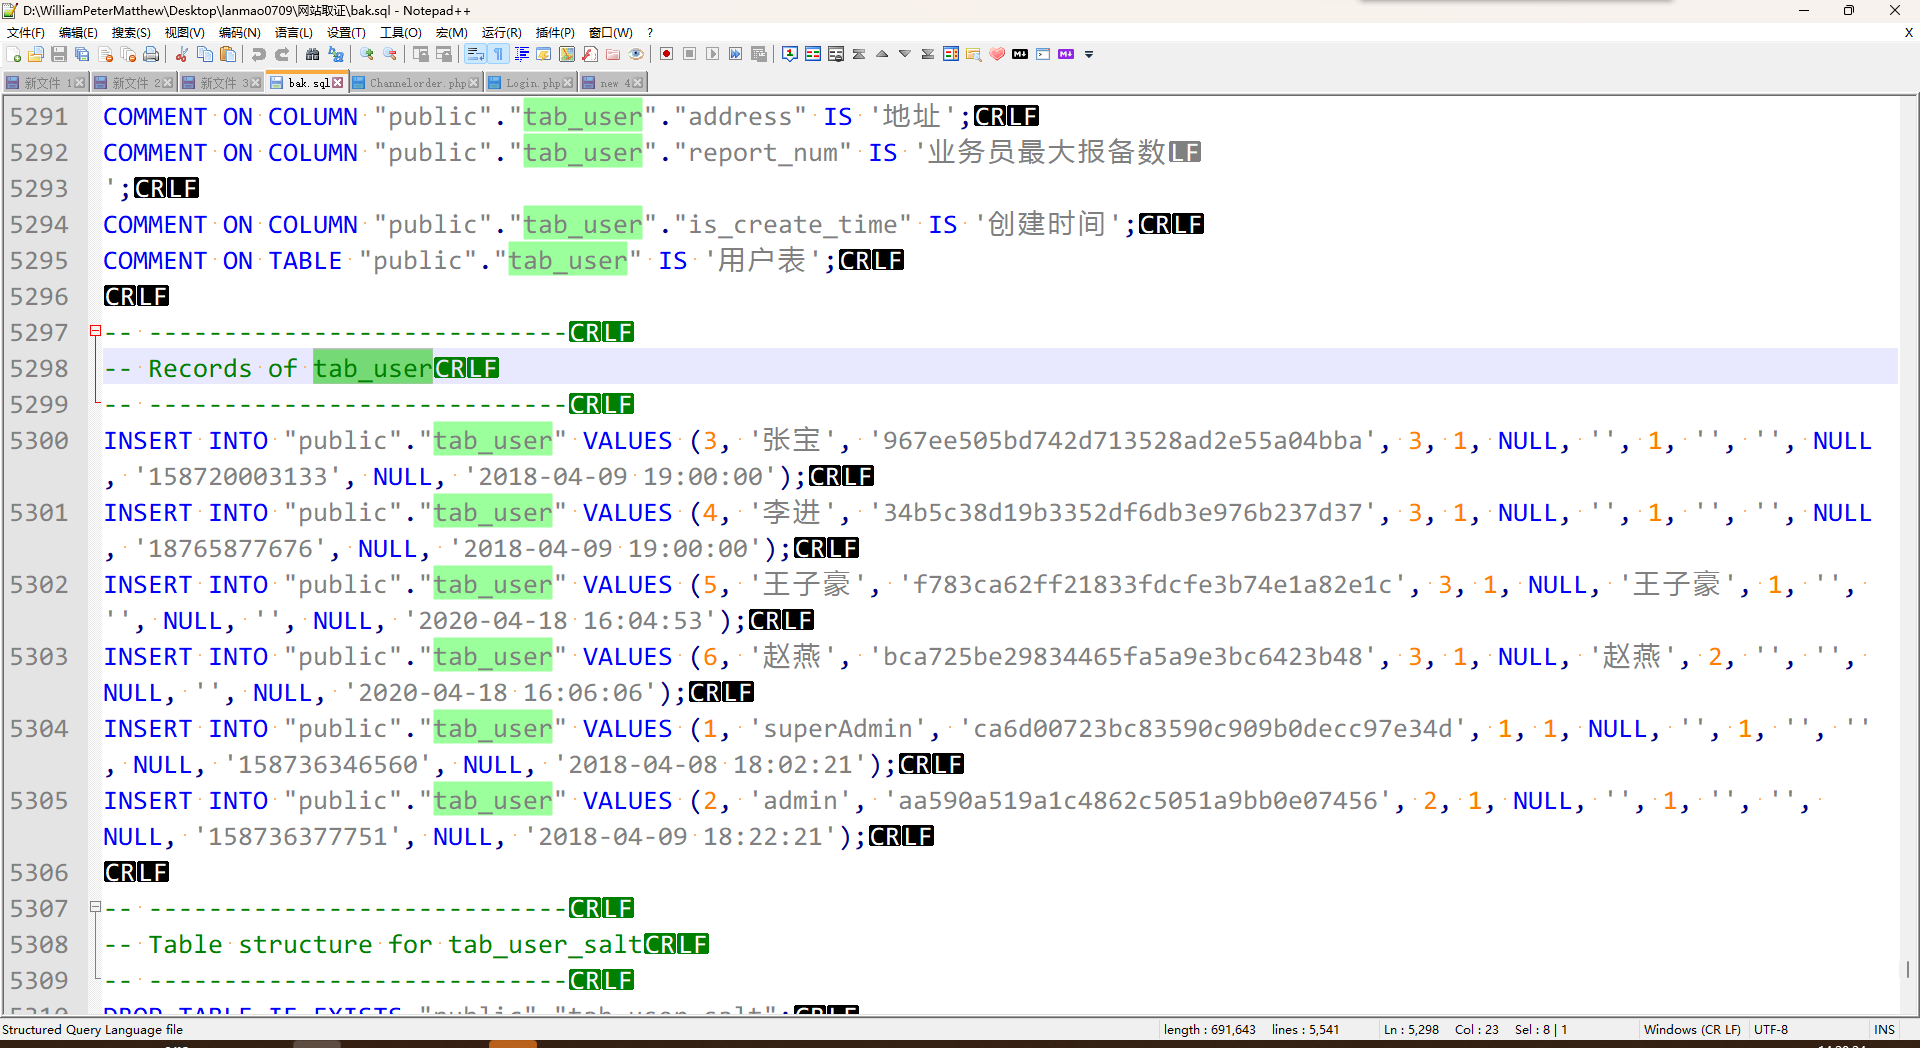 D:\WilliamPeterMatthew\Desktop\lanmao0709\网站取证\bak.sql - Notepad++
文件(F) 编辑(E) 搜索(S) 视图(V) 编码(N) 语言(L) 设置(T) 工具(O) 宏(M) 运行(R) 插件(P) 窗口(W) ? X
新文件 1 新文件 2 新文件 3 bak.sql Channelorder.php Login.php new 4
5291 COMMENT ON COLUMN "public"."tab_user"."address" IS '地址';CRLF
5292 COMMENT ON COLUMN "public"."tab_user"."report_num" IS '业务员最大报备数LF
5293 ';CRLF
5294 COMMENT ON COLUMN "public"."tab_user"."is_create_time" IS '创建时间';CRLF
5295 COMMENT ON TABLE "public"."tab_user" IS '用户表';CRLF
5296 CRLF
5297 -- ----------------------------CRLF
5298 -- Records of tab_userCRLF
5299 -- ----------------------------CRLF
5300 INSERT INTO "public"."tab_user" VALUES (3, '张宝', '967ee505bd742d713528ad2e55a04bba', 3, 1, NULL, '', 1, '', '', NULL
, '158720003133', NULL, '2018-04-09 19:00:00');CRLF
5301 INSERT INTO "public"."tab_user" VALUES (4, '李进', '34b5c38d19b3352df6db3e976b237d37', 3, 1, NULL, '', 1, '', '', NULL
, '18765877676', NULL, '2018-04-09 19:00:00');CRLF
5302 INSERT INTO "public"."tab_user" VALUES (5, '王子豪', 'f783ca62ff21833fdcfe3b74e1a82e1c', 3, 1, NULL, '王子豪', 1, '',
'', NULL, '', NULL, '2020-04-18 16:04:53');CRLF
5303 INSERT INTO "public"."tab_user" VALUES (6, '赵燕', 'bca725be29834465fa5a9e3bc6423b48', 3, 1, NULL, '赵燕', 2, '', '',
NULL, '', NULL, '2020-04-18 16:06:06');CRLF
5304 INSERT INTO "public"."tab_user" VALUES (1, 'superAdmin', 'ca6d00723bc83590c909b0decc97e34d', 1, 1, NULL, '', 1, '', ''
, NULL, '158736346560', NULL, '2018-04-08 18:02:21');CRLF
5305 INSERT INTO "public"."tab_user" VALUES (2, 'admin', 'aa590a519a1c4862c5051a9bb0e07456', 2, 1, NULL, '', 1, '', '',
NULL, '158736377751', NULL, '2018-04-09 18:22:21');CRLF
5306 CRLF
5307 -- ----------------------------CRLF
5308 -- Table structure for tab_user_saltCRLF
5309 -- ----------------------------CRLF
5310 DROP TABLE IF EXISTS "public"."tab_user_salt";CRLF
Structured Query Language file length : 691,643 lines : 5,541 Ln : 5,298 Col : 23 Sel : 8 | 1 Windows (CR LF) UTF-8 INS